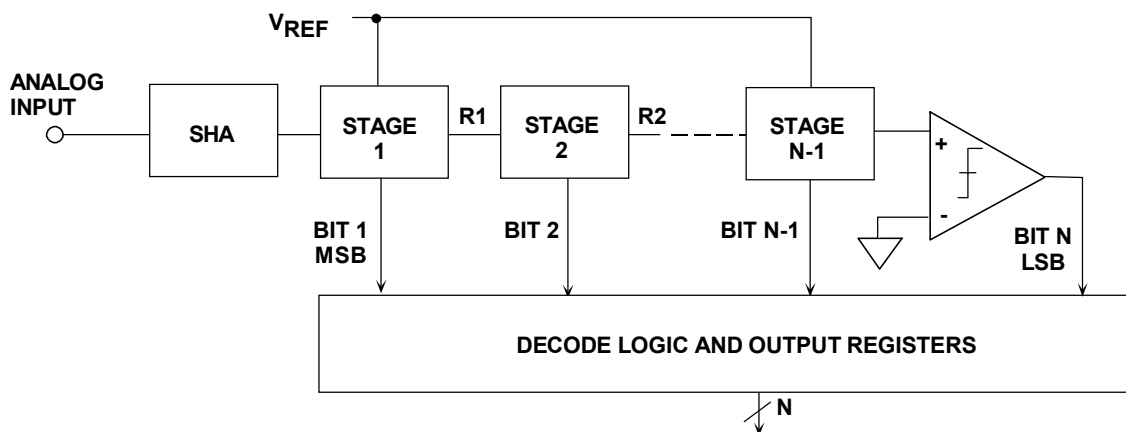 VREF
ANALOG
INPUT
SHA
STAGE
1
R1
STAGE
2
R2
STAGE
N-1
+
-
BIT 1
MSB
BIT 2
BIT N-1
BIT N
LSB
DECODE LOGIC AND OUTPUT REGISTERS
N